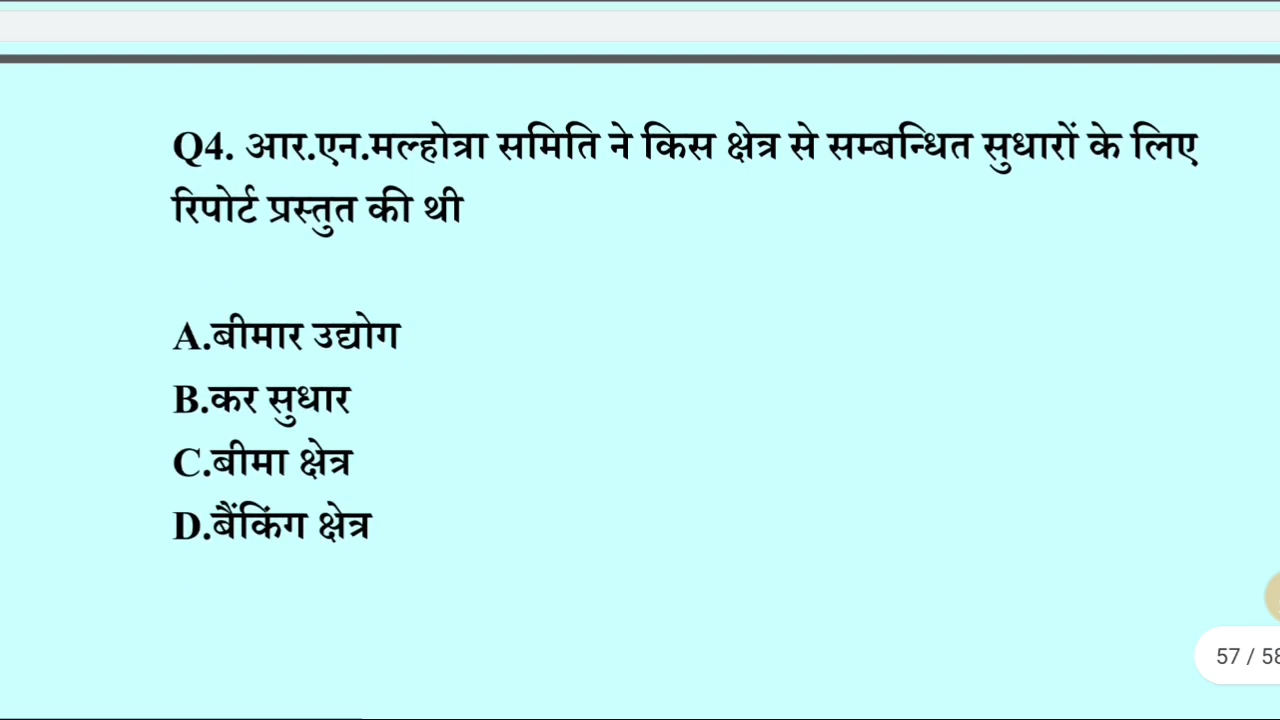 Q4. आर.एन.मल्होत्रा समिति ने किस क्षेत्र से सम्बन्धित सुधारों के लिए
रिपोर्ट प्रस्तुत की थी
A.बीमार उद्योग
B.कर सुधार
C.बीमा क्षेत्र
D.बैंकिंग क्षेत्र
57 / 58